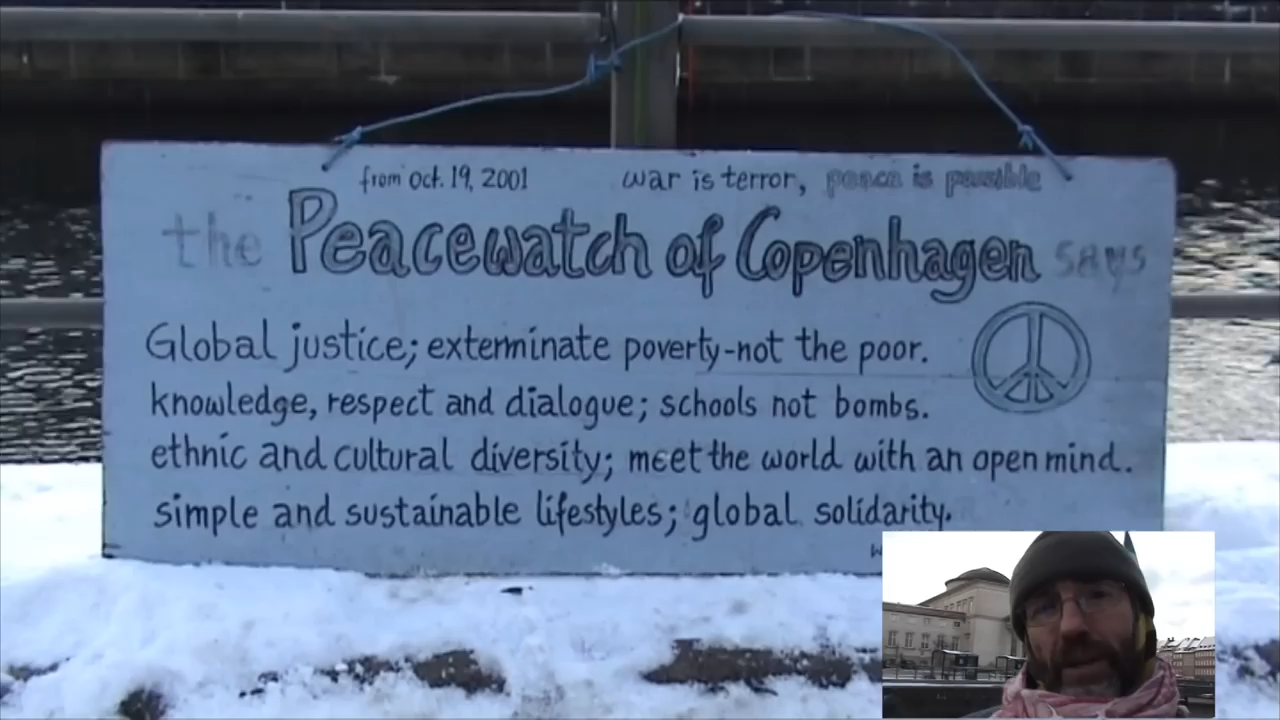 from Oct. 19, 2001 war is terror, peace is possible
the Peacewatch of Copenhagen says
Global justice; exterminate poverty-not the poor.
knowledge, respect and dialogue; schools not bombs.
ethnic and cultural diversity; meet the world with an open mind.
simple and sustainable lifestyles; global solidarity.